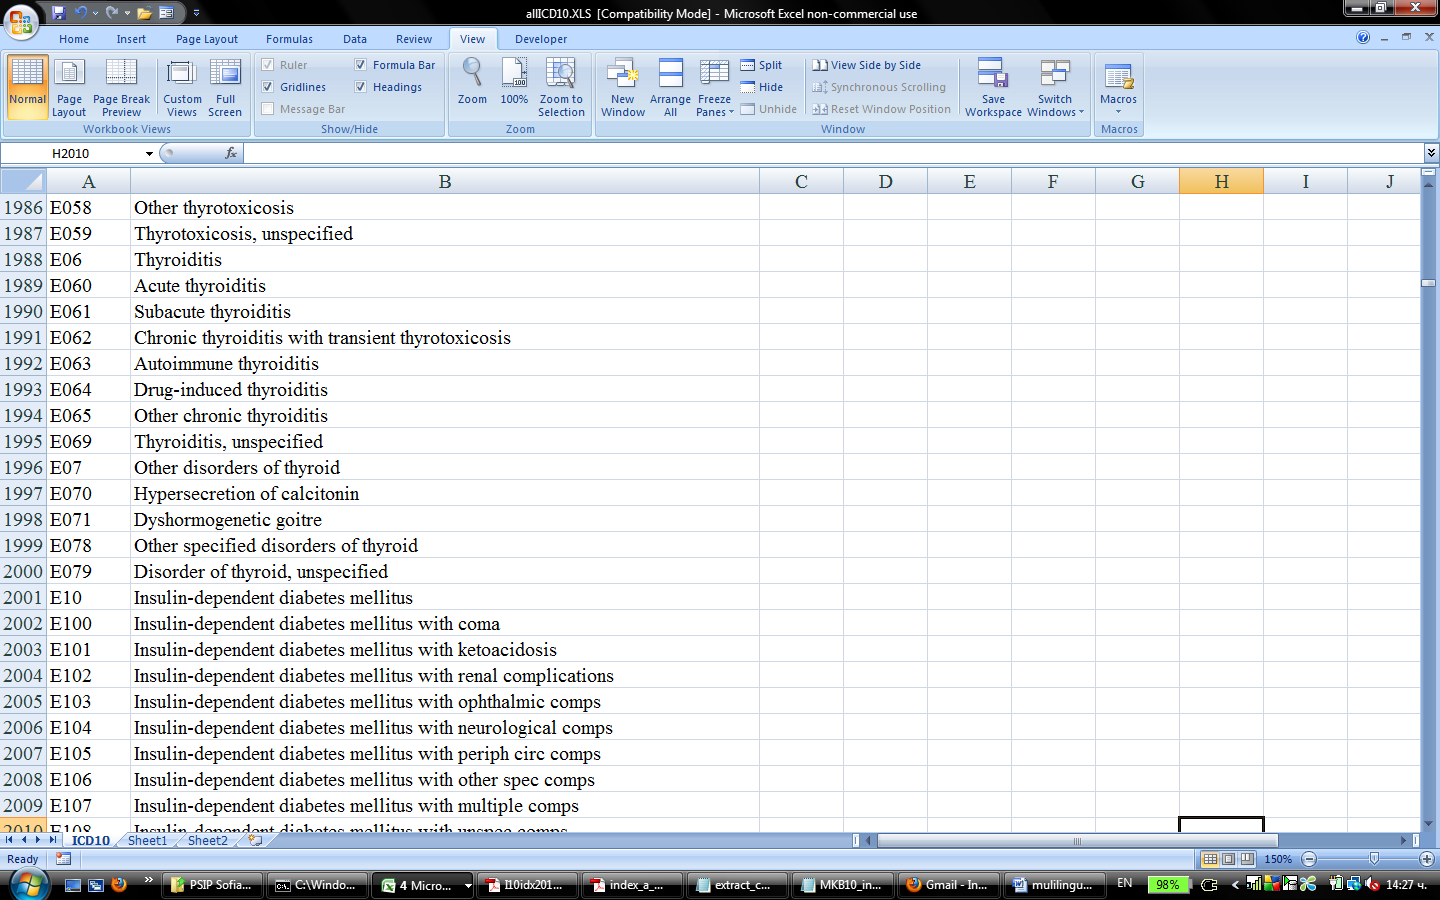 allICD10.XLS  [Compatibility Mode] - Microsoft Excel non-commercial use
Home Insert Page Layout Formulas Data Review View Developer
Normal Page Layout Page Break Preview Custom Views Full Screen
Workbook Views
Ruler Formula Bar
Gridlines Headings
Message Bar
Show/Hide
Zoom 100% Zoom to Selection
Zoom
New Window Arrange All Freeze Panes
Split View Side by Side
Hide Synchronous Scrolling
Unhide Reset Window Position
Save Workspace Switch Windows
Window
Macros
Macros
H2010 fx
A B C D E F G H I J
1986 E058 Other thyrotoxicosis
1987 E059 Thyrotoxicosis, unspecified
1988 E06 Thyroiditis
1989 E060 Acute thyroiditis
1990 E061 Subacute thyroiditis
1991 E062 Chronic thyroiditis with transient thyrotoxicosis
1992 E063 Autoimmune thyroiditis
1993 E064 Drug-induced thyroiditis
1994 E065 Other chronic thyroiditis
1995 E069 Thyroiditis, unspecified
1996 E07 Other disorders of thyroid
1997 E070 Hypersecretion of calcitonin
1998 E071 Dyshormogenetic goitre
1999 E078 Other specified disorders of thyroid
2000 E079 Disorder of thyroid, unspecified
2001 E10 Insulin-dependent diabetes mellitus
2002 E100 Insulin-dependent diabetes mellitus with coma
2003 E101 Insulin-dependent diabetes mellitus with ketoacidosis
2004 E102 Insulin-dependent diabetes mellitus with renal complications
2005 E103 Insulin-dependent diabetes mellitus with ophthalmic comps
2006 E104 Insulin-dependent diabetes mellitus with neurological comps
2007 E105 Insulin-dependent diabetes mellitus with periph circ comps
2008 E106 Insulin-dependent diabetes mellitus with other spec comps
2009 E107 Insulin-dependent diabetes mellitus with multiple comps
2010 E108 Insulin-dependent diabetes mellitus with unspec comps
ICD10 Sheet1 Sheet2
Ready 150%
PSIP Sofia... C:\Windo... 4 Micro... I10idx201... index_a_... extract_c... MKB10_in... Gmail - In... mulilingu... EN 98% 14:27 ч.